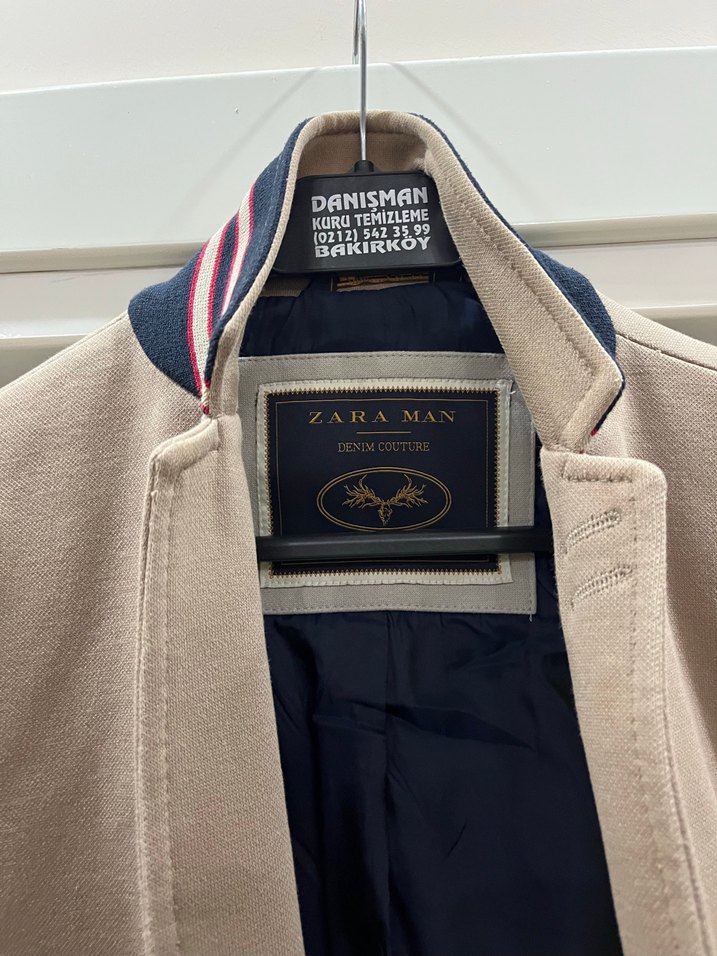 DANIŞMAN
KURU TEMİZLEME
(0212) 542 35 99
BAKIRKÖY
ZARA MAN
DENIM COUTURE